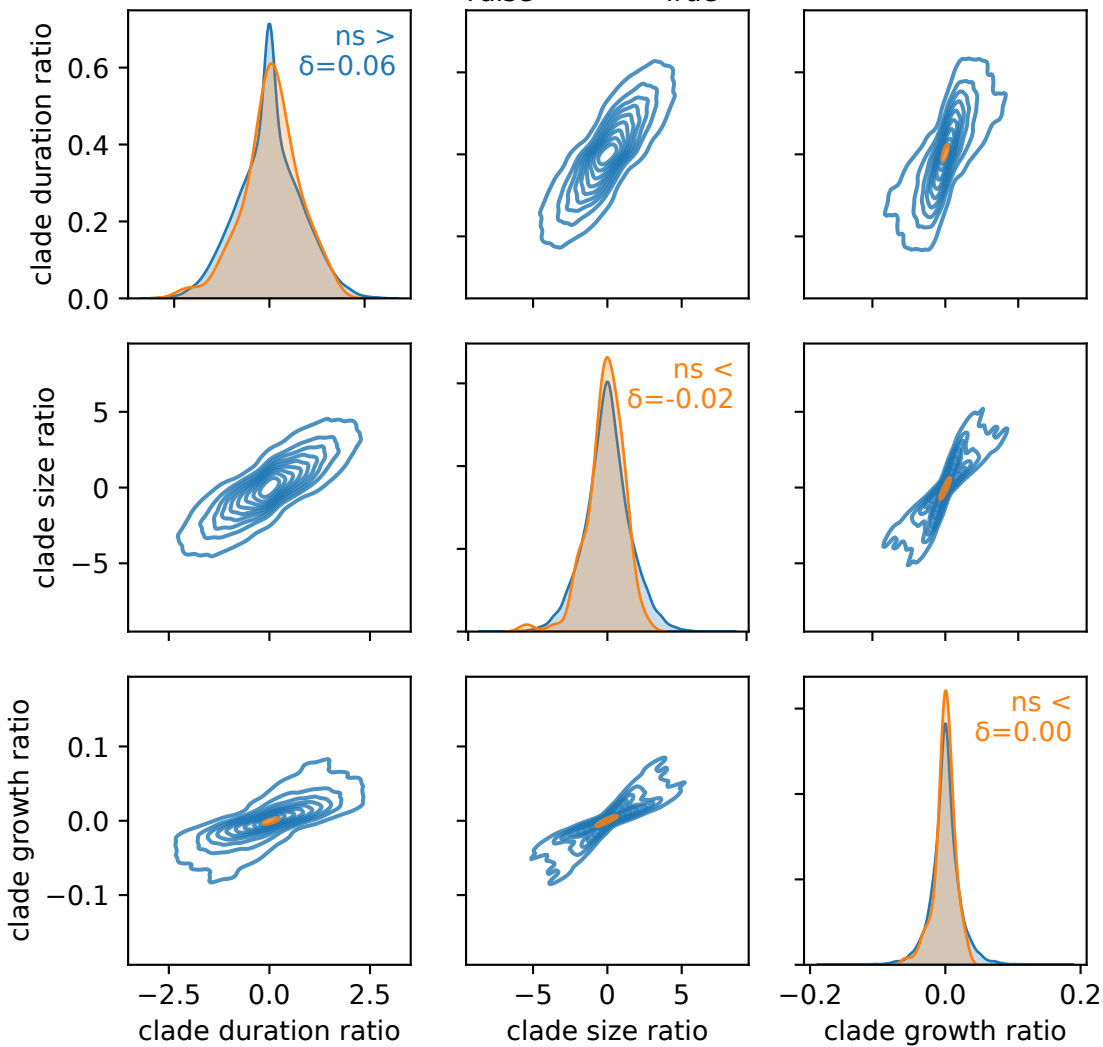 clade duration ratio
0.6
0.4
0.2
0.0
ns >
δ=0.06
clade size ratio
5
0
−5
ns <
δ=-0.02
clade growth ratio
0.1
0.0
−0.1
ns <
δ=0.00
−2.5 0.0 2.5
clade duration ratio
−5 0 5
clade size ratio
−0.2 0.0 0.2
clade growth ratio